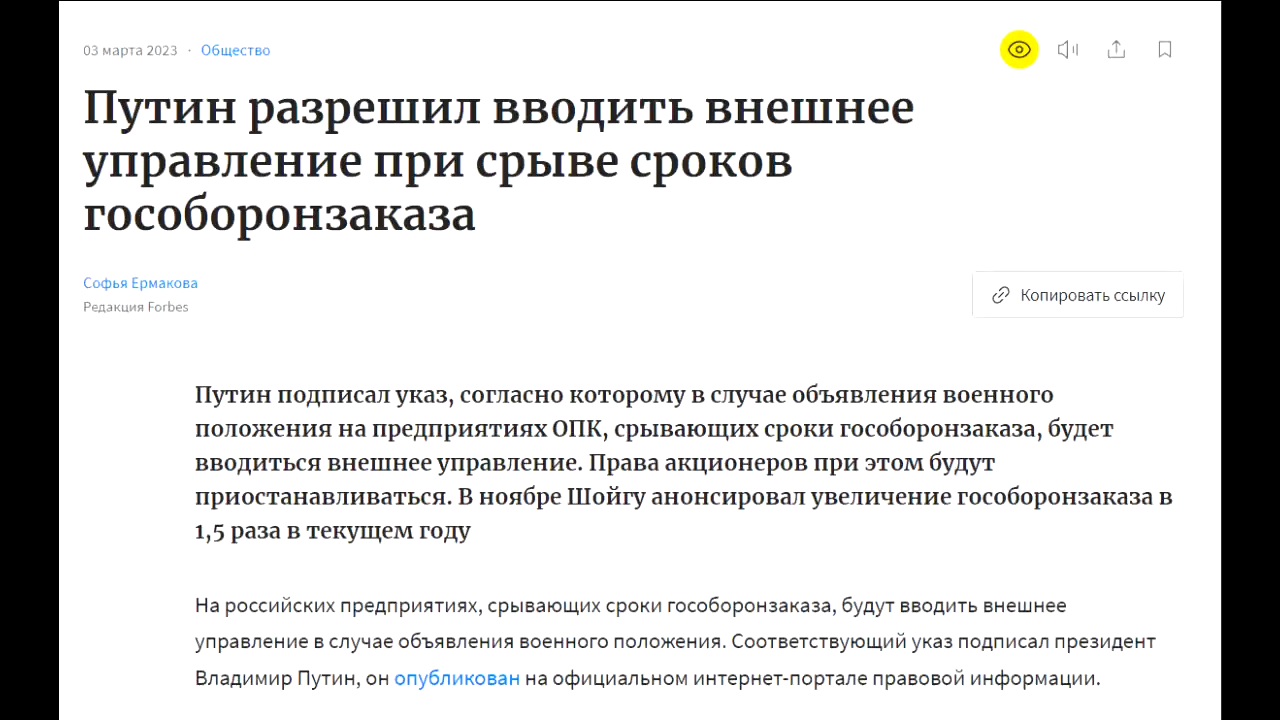 03 марта 2023 · Общество
Путин разрешил вводить внешнее
управление при срыве сроков
гособоронзаказа
Софья Ермакова
Редакция Forbes
Копировать ссылку
Путин подписал указ, согласно которому в случае объявления военного
положения на предприятиях ОПК, срывающих сроки гособоронзаказа, будет
вводиться внешнее управление. Права акционеров при этом будут
приостанавливаться. В ноябре Шойгу анонсировал увеличение гособоронзаказа в
1,5 раза в текущем году
На российских предприятиях, срывающих сроки гособоронзаказа, будут вводить внешнее
управление в случае объявления военного положения. Соответствующий указ подписал президент
Владимир Путин, он опубликован на официальном интернет-портале правовой информации.